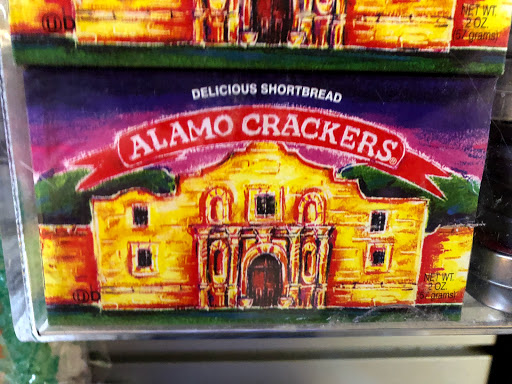 NET WT.
2 OZ
(57 grams)
Ⓤ D
DELICIOUS SHORTBREAD
ALAMO CRACKERS®
Ⓤ D
NET WT.
2 OZ
(57 grams)